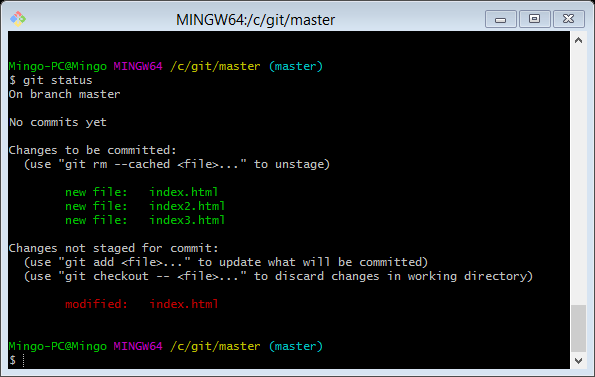 MINGW64:/c/git/master
Mingo-PC@Mingo MINGW64 /c/git/master (master)
$ git status
On branch master
No commits yet
Changes to be committed:
(use "git rm --cached <file>..." to unstage)
new file: index.html
new file: index2.html
new file: index3.html
Changes not staged for commit:
(use "git add <file>..." to update what will be committed)
(use "git checkout -- <file>..." to discard changes in working directory)
modified: index.html
Mingo-PC@Mingo MINGW64 /c/git/master (master)
$